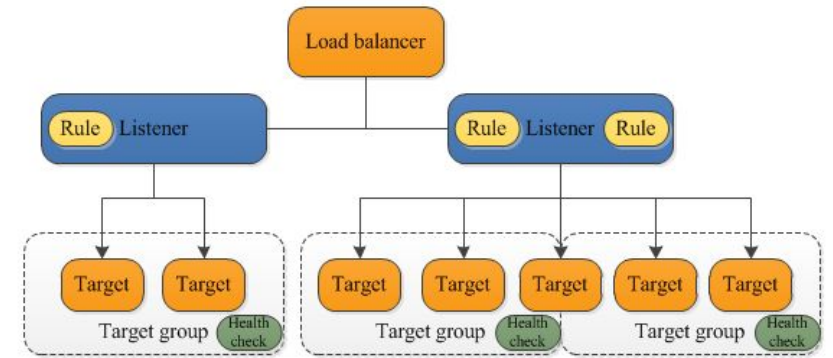 Load balancer
Rule Listener
Rule Listener Rule
Target Target
Target Target Target Target Target
Target group Health check
Target group Health check
Target group Health check